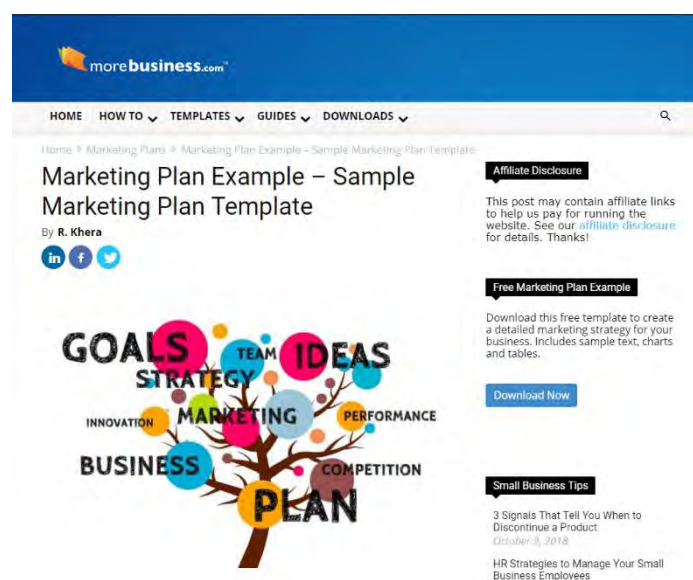 morebusiness.com™
HOME HOW TO TEMPLATES GUIDES DOWNLOADS
Home » Marketing Plans » Marketing Plan Example – Sample Marketing Plan Template
Marketing Plan Example – Sample
Marketing Plan Template
By R. Khera
in f
GOALS
TEAM
IDEAS
STRATEGY
INNOVATION
MARKETING
PERFORMANCE
BUSINESS
COMPETITION
PLAN
Affiliate Disclosure
This post may contain affiliate links
to help us pay for running the
website. See our affiliate disclosure
for details. Thanks!
Free Marketing Plan Example
Download this free template to create
a detailed marketing strategy for your
business. Includes sample text, charts
and tables.
Download Now
Small Business Tips
3 Signals That Tell You When to
Discontinue a Product
October 9, 2018
HR Strategies to Manage Your Small
Business Employees